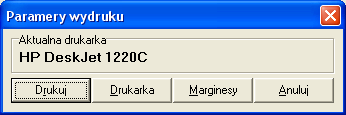 Paramery wydruku
Aktualna drukarka
HP DeskJet 1220C
Drukuj Drukarka Marginesy Anuluj